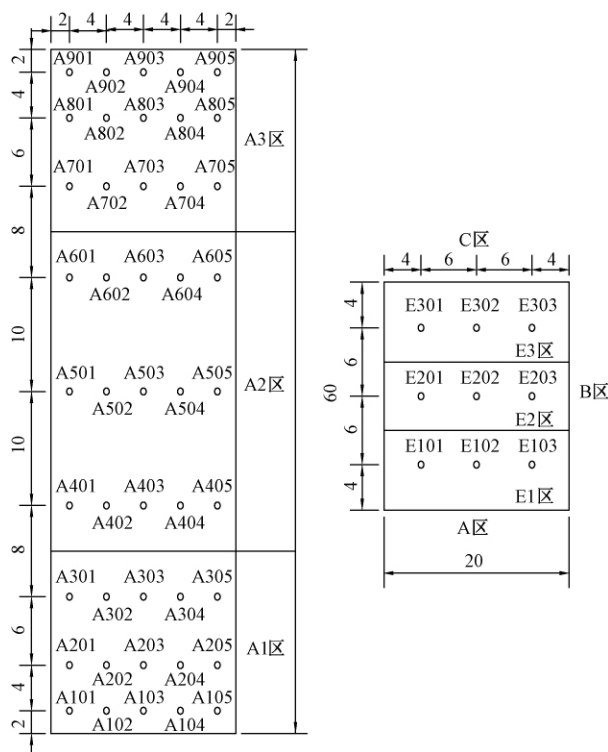 2 4 4 4 4 2
2
A901 A903 A905
A902 A904
4
A801 A803 A805
A802 A804
A3区
6
A701 A703 A705
A702 A704
8
A601 A603 A605
A602 A604
10
A501 A503 A505
A502 A504
A2区
10
A401 A403 A405
A402 A404
8
A301 A303 A305
A302 A304
6
A201 A203 A205
A202 A204
A1区
4
A101 A103 A105
A102 A104
2
C区
4 6 6 4
4
E301 E302 E303
E3区
6
60
E201 E202 E203
B区
E2区
6
E101 E102 E103
4
E1区
A区
20